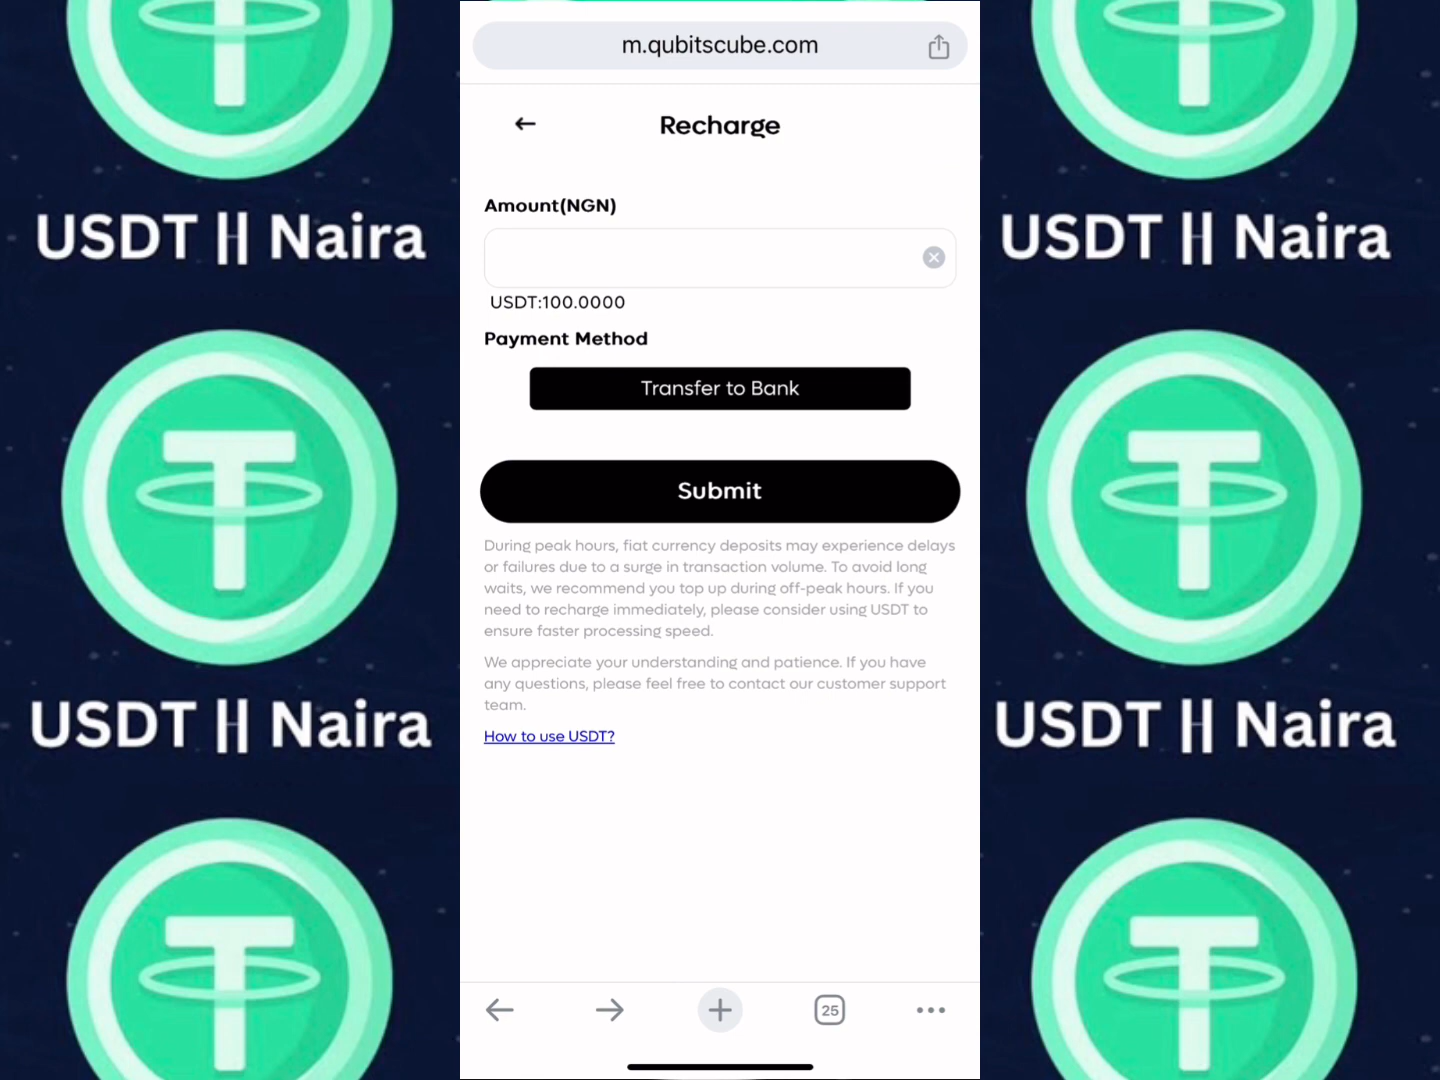 m.qubitscube.com
Recharge
Amount(NGN)
USDT:100.0000
Payment Method
Transfer to Bank
Submit
During peak hours, fiat currency deposits may experience delays
or failures due to a surge in transaction volume. To avoid long
waits, we recommend you top up during off-peak hours. If you
need to recharge immediately, please consider using USDT to
ensure faster processing speed.
We appreciate your understanding and patience. If you have
any questions, please feel free to contact our customer support
team.
How to use USDT?
25
USDT || Naira
USDT || Naira
USDT || Naira
USDT || Naira